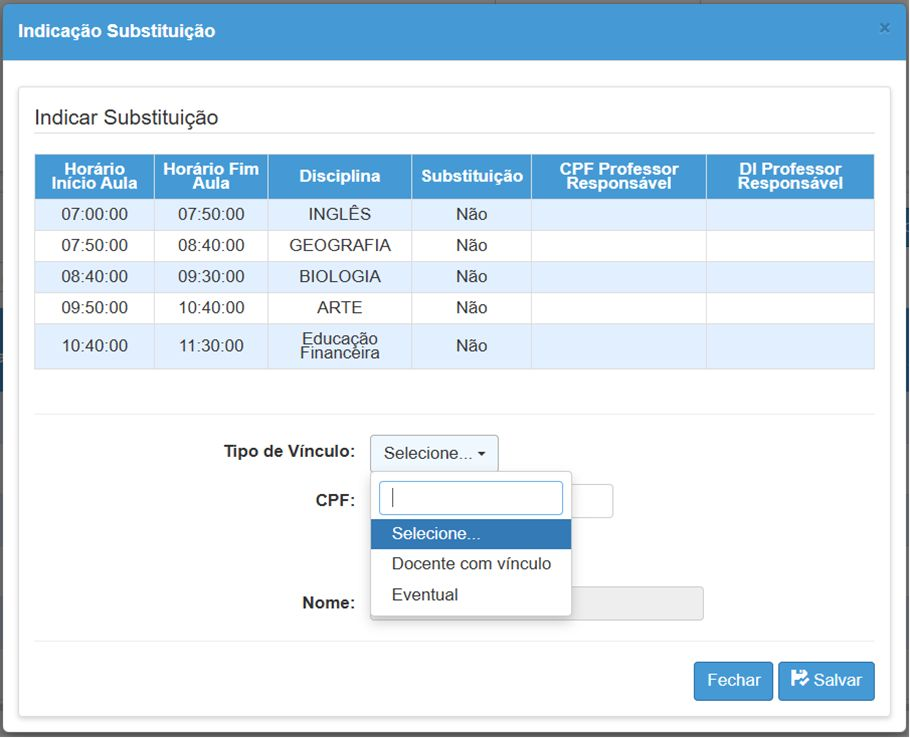 Indicação Substituição
×
Indicar Substituição
Horário Início Aula Horário Fim Aula Disciplina Substituição CPF Professor Responsável DI Professor Responsável
07:00:00 07:50:00 INGLÊS Não
07:50:00 08:40:00 GEOGRAFIA Não
08:40:00 09:30:00 BIOLOGIA Não
09:50:00 10:40:00 ARTE Não
10:40:00 11:30:00 Educação Financeira Não
Tipo de Vínculo: Selecione...
CPF:
Selecione...
Docente com vínculo
Eventual
Nome:
Fechar Salvar